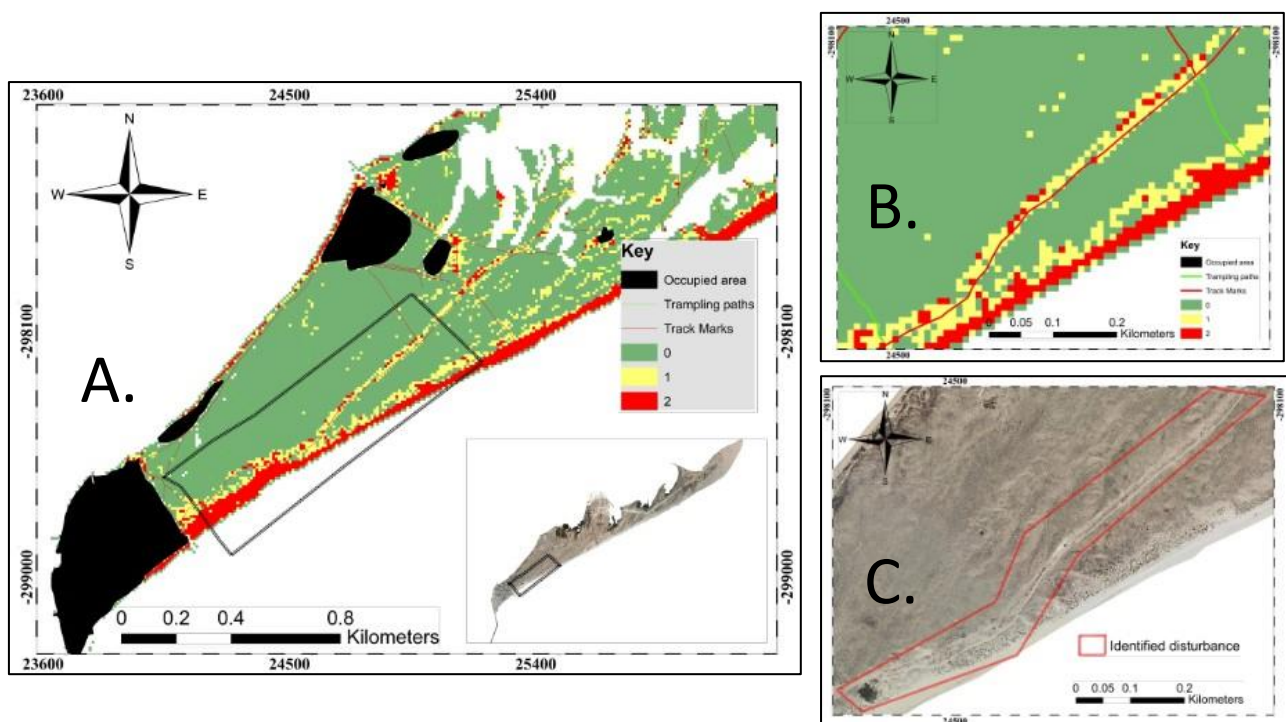 23600
24500
25400
N
W
E
S
-298100
-298100
-299000
-299000
A.
Key
Occupied area
Trampling paths
Track Marks
0
1
2
0 0.2 0.4 0.8
Kilometers
23600
24500
25400
24500
-298100
-298100
N
W
E
S
B.
Key
Occupied area
Trampling paths
Track Marks
0
1
2
0 0.05 0.1 0.2
Kilometers
24500
24500
-298100
-298100
N
W
E
S
C.
Identified disturbance
0 0.05 0.1 0.2
Kilometers
24500